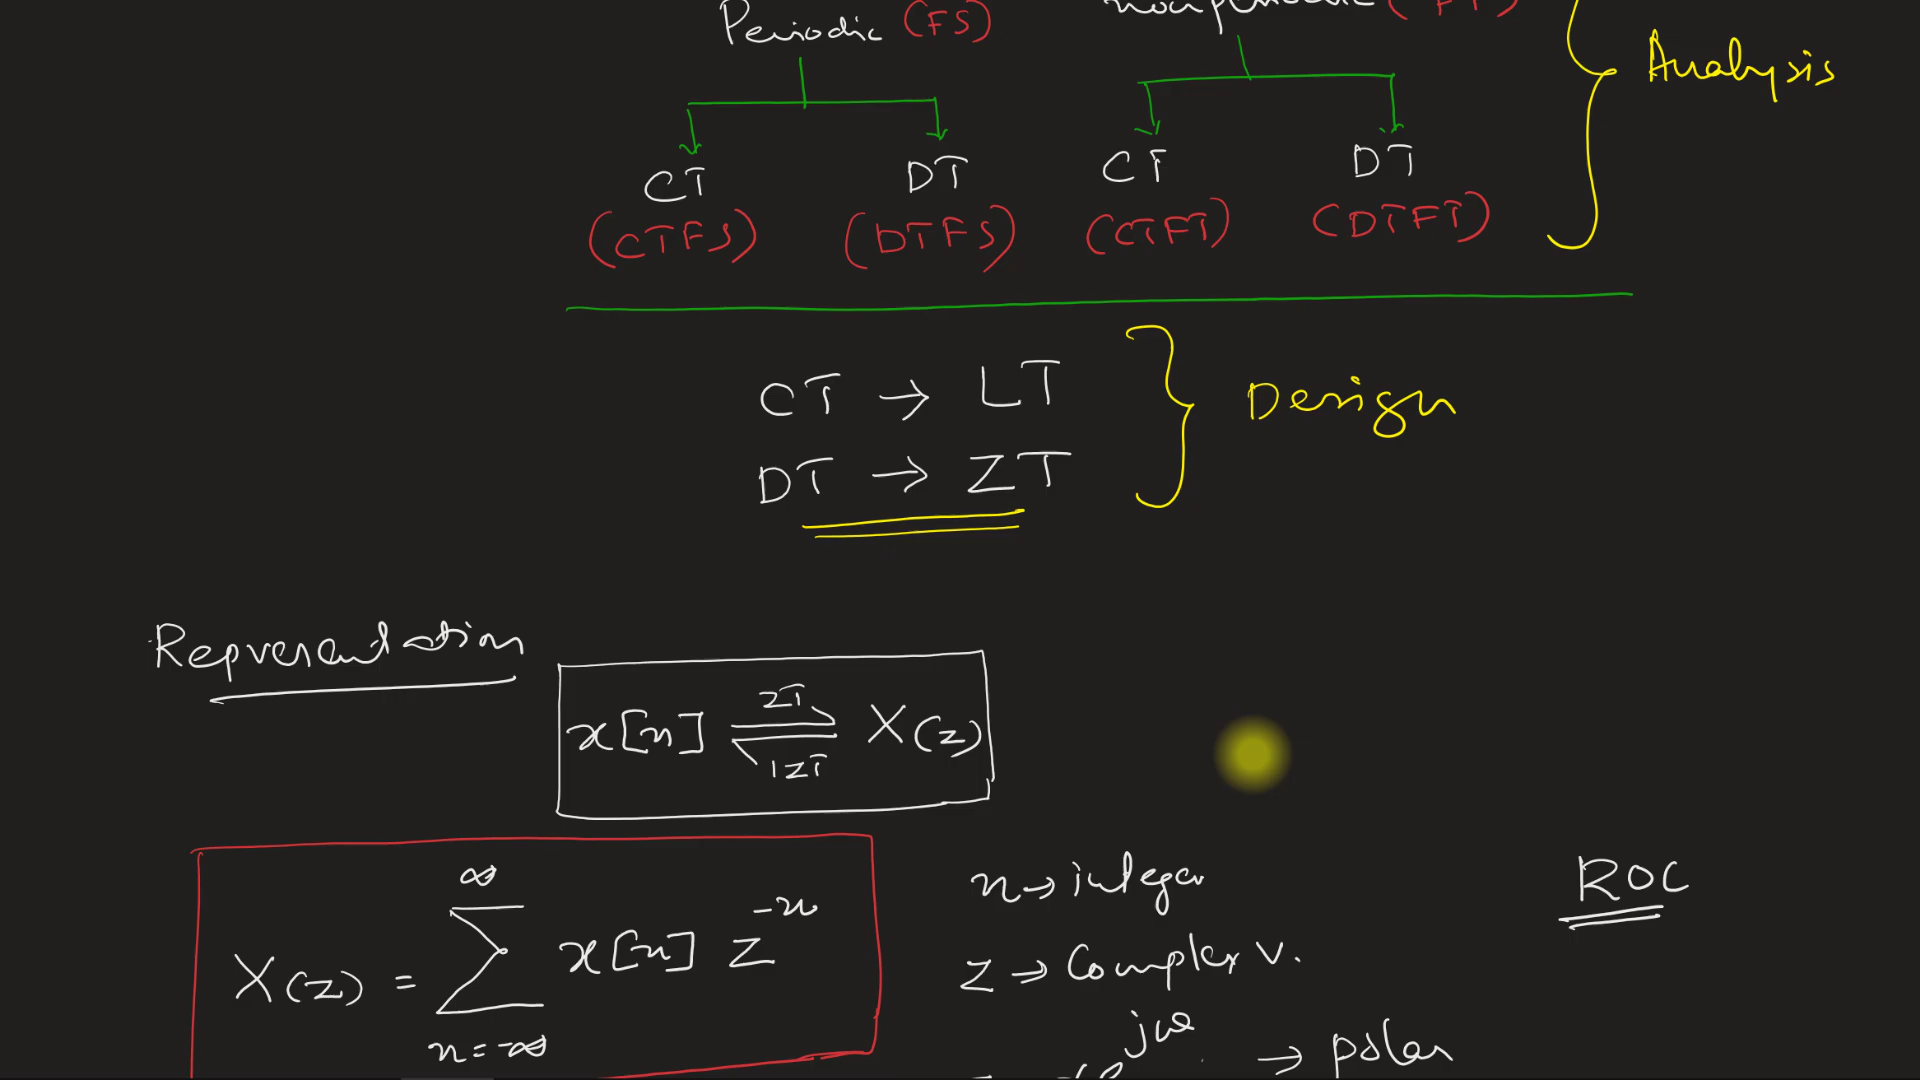 Periodic (FS)
Analysis
CT DT CT DT
(CTFS) (DTFS) (CTFT) (DTFT)
CT → LT
Design
DT → ZT
Representation
x[n] ZT IZT X(z)
n → integer
ROC
X(z) = ∞ Σ n=-∞ x[n] z^-n
z → Complex v.
jω → polar